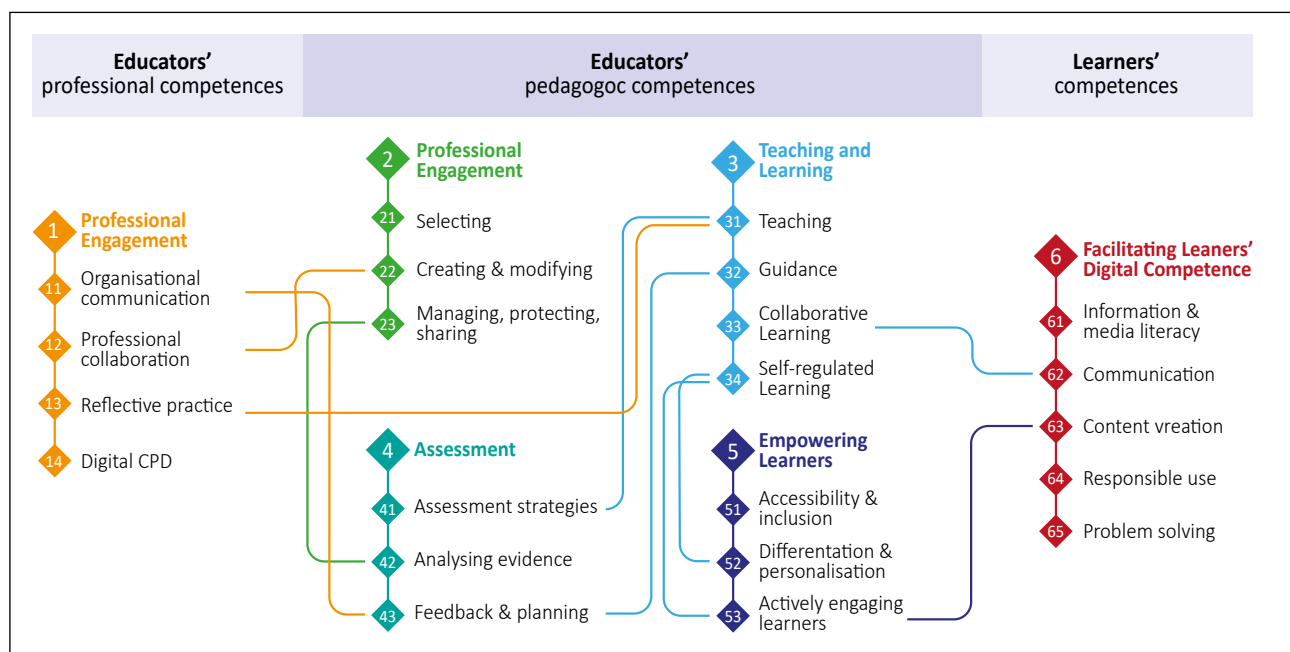 Educators’
professional competences
Educators’
pedagogoc competences
Learners’
competences
1
Professional
Engagement
11
Organisational
communication
12
Professional
collaboration
13
Reflective practice
14
Digital CPD
2
Professional
Engagement
21
Selecting
22
Creating & modifying
23
Managing, protecting,
sharing
3
Teaching and
Learning
31
Teaching
32
Guidance
33
Collaborative
Learning
34
Self-regulated
Learning
4
Assessment
41
Assessment strategies
42
Analysing evidence
43
Feedback & planning
5
Empowering
Learners
51
Accessibility &
inclusion
52
Differentation &
personalisation
53
Actively engaging
learners
6
Facilitating Leaners’
Digital Competence
61
Information &
media literacy
62
Communication
63
Content vreation
64
Responsible use
65
Problem solving